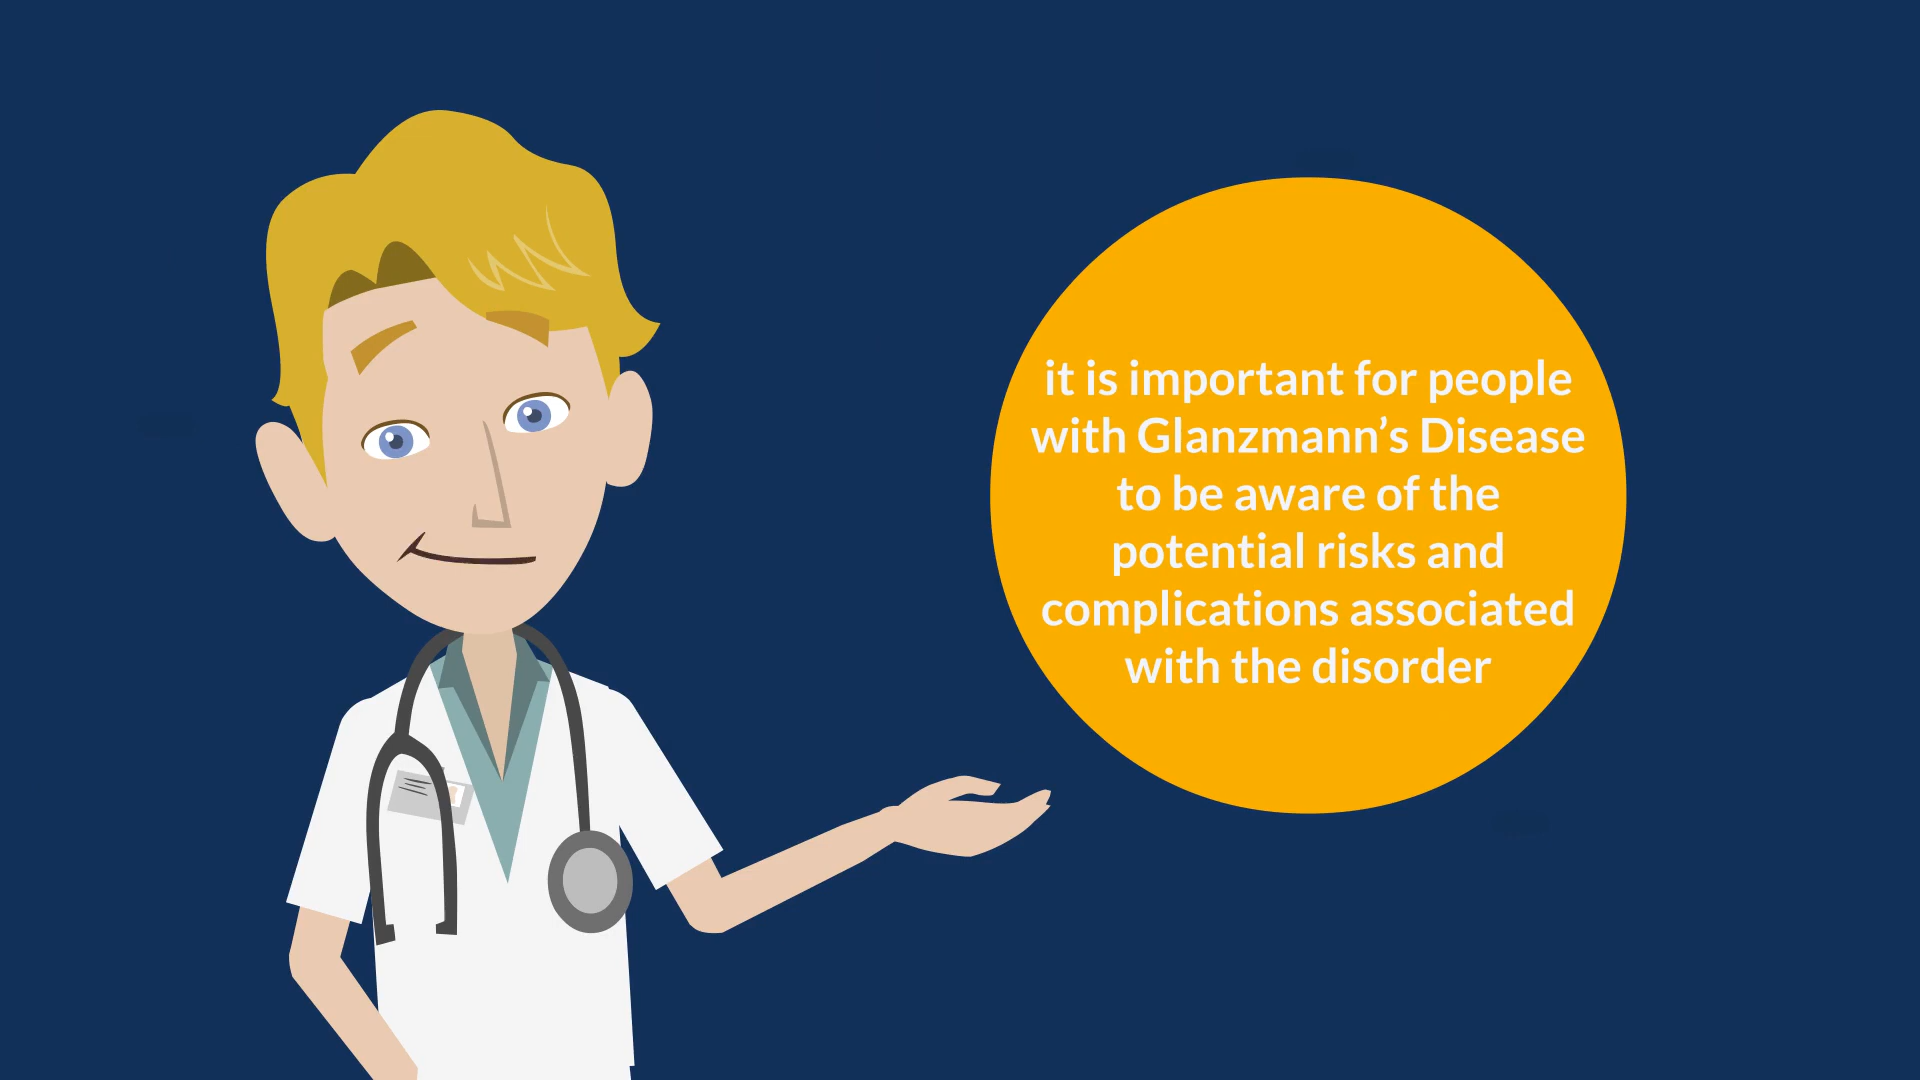 it is important for people
with Glanzmann’s Disease
to be aware of the
potential risks and
complications associated
with the disorder